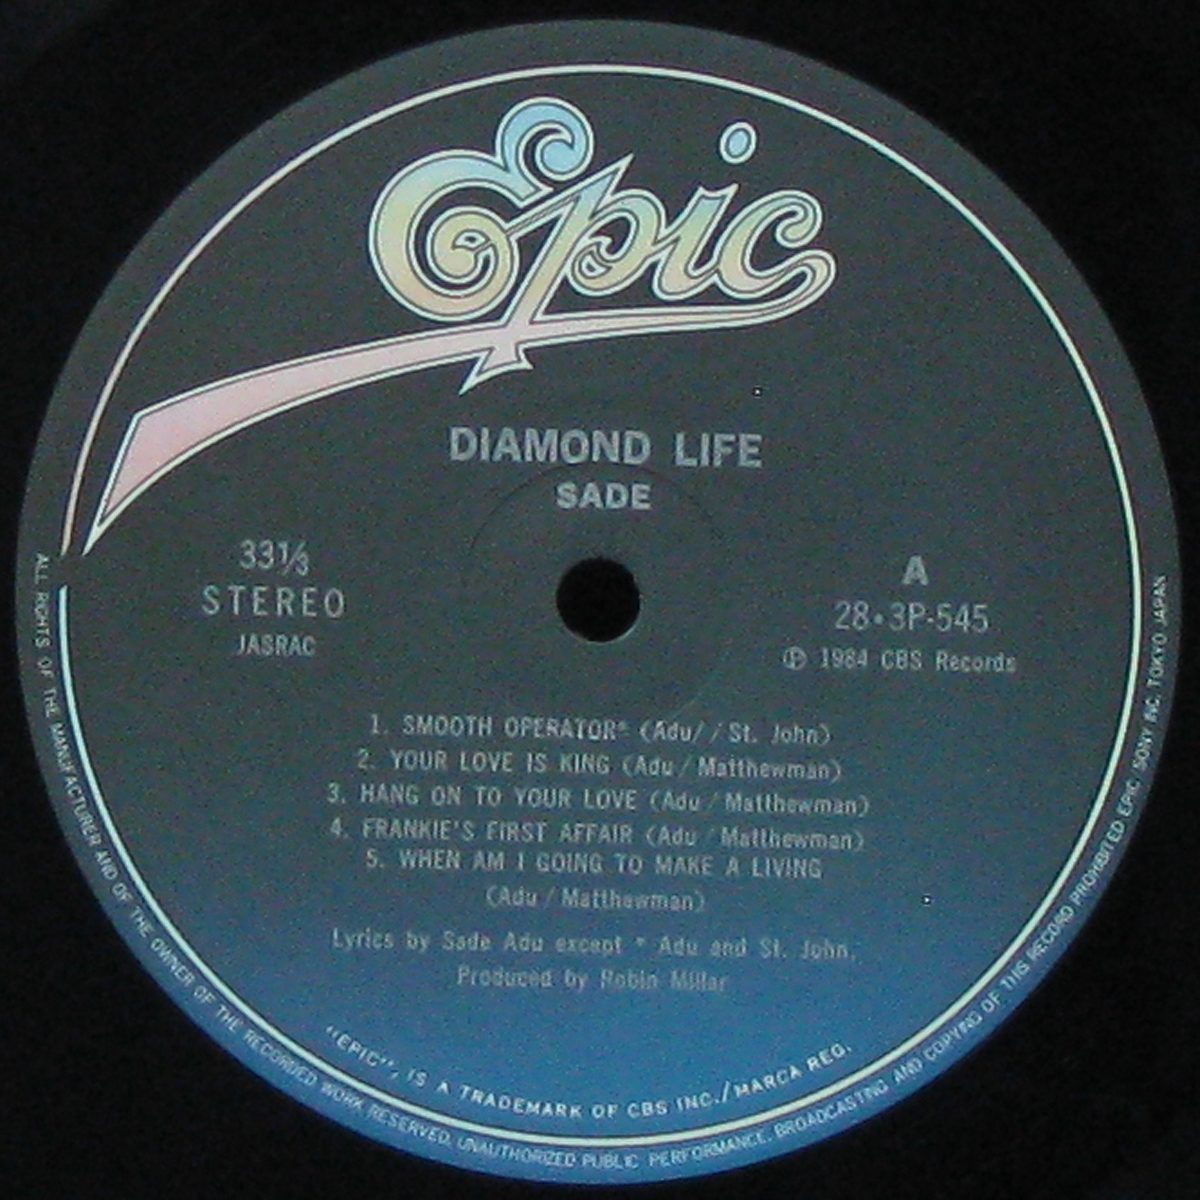 Epic
DIAMOND LIFE
SADE
33⅓
STEREO
JASRAC
A
28・3P-545
Ⓟ 1984 CBS Records
1. SMOOTH OPERATOR* (Adu//St. John)
2. YOUR LOVE IS KING (Adu/Matthewman)
3. HANG ON TO YOUR LOVE (Adu/Matthewman)
4. FRANKIE'S FIRST AFFAIR (Adu/Matthewman)
5. WHEN AM I GOING TO MAKE A LIVING
(Adu/Matthewman)
Lyrics by Sade Adu except * Adu and St. John.
Produced by Robin Millar
"EPIC", IS A TRADEMARK OF CBS INC./MARCA REG.
ALL RIGHTS OF THE MANUFACTURER AND OF THE OWNER OF THE RECORDED WORK RESERVED. UNAUTHORIZED PUBLIC PERFORMANCE. BROADCASTING AND COPYING OF THIS RECORD PROHIBITED EPIC SONY INC. TOKYO JAPAN